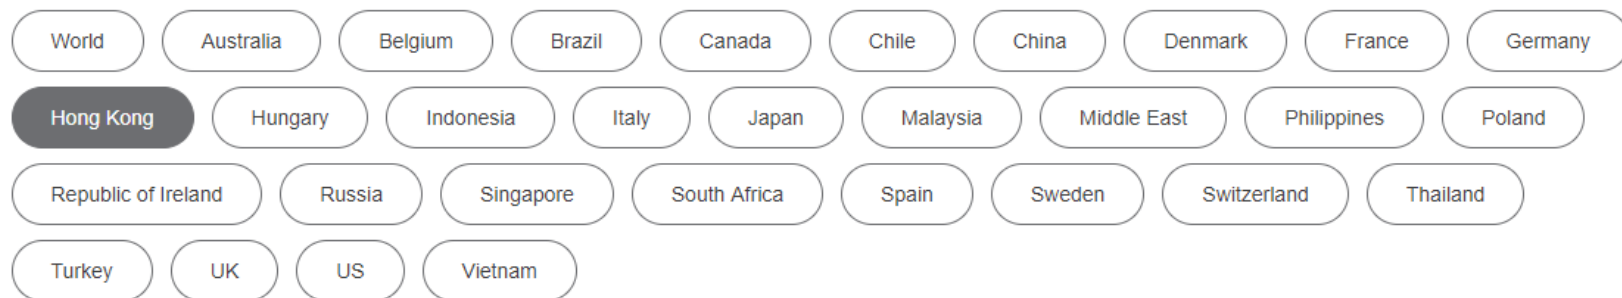 World Australia Belgium Brazil Canada Chile China Denmark France Germany
Hong Kong Hungary Indonesia Italy Japan Malaysia Middle East Philippines Poland
Republic of Ireland Russia Singapore South Africa Spain Sweden Switzerland Thailand
Turkey UK US Vietnam